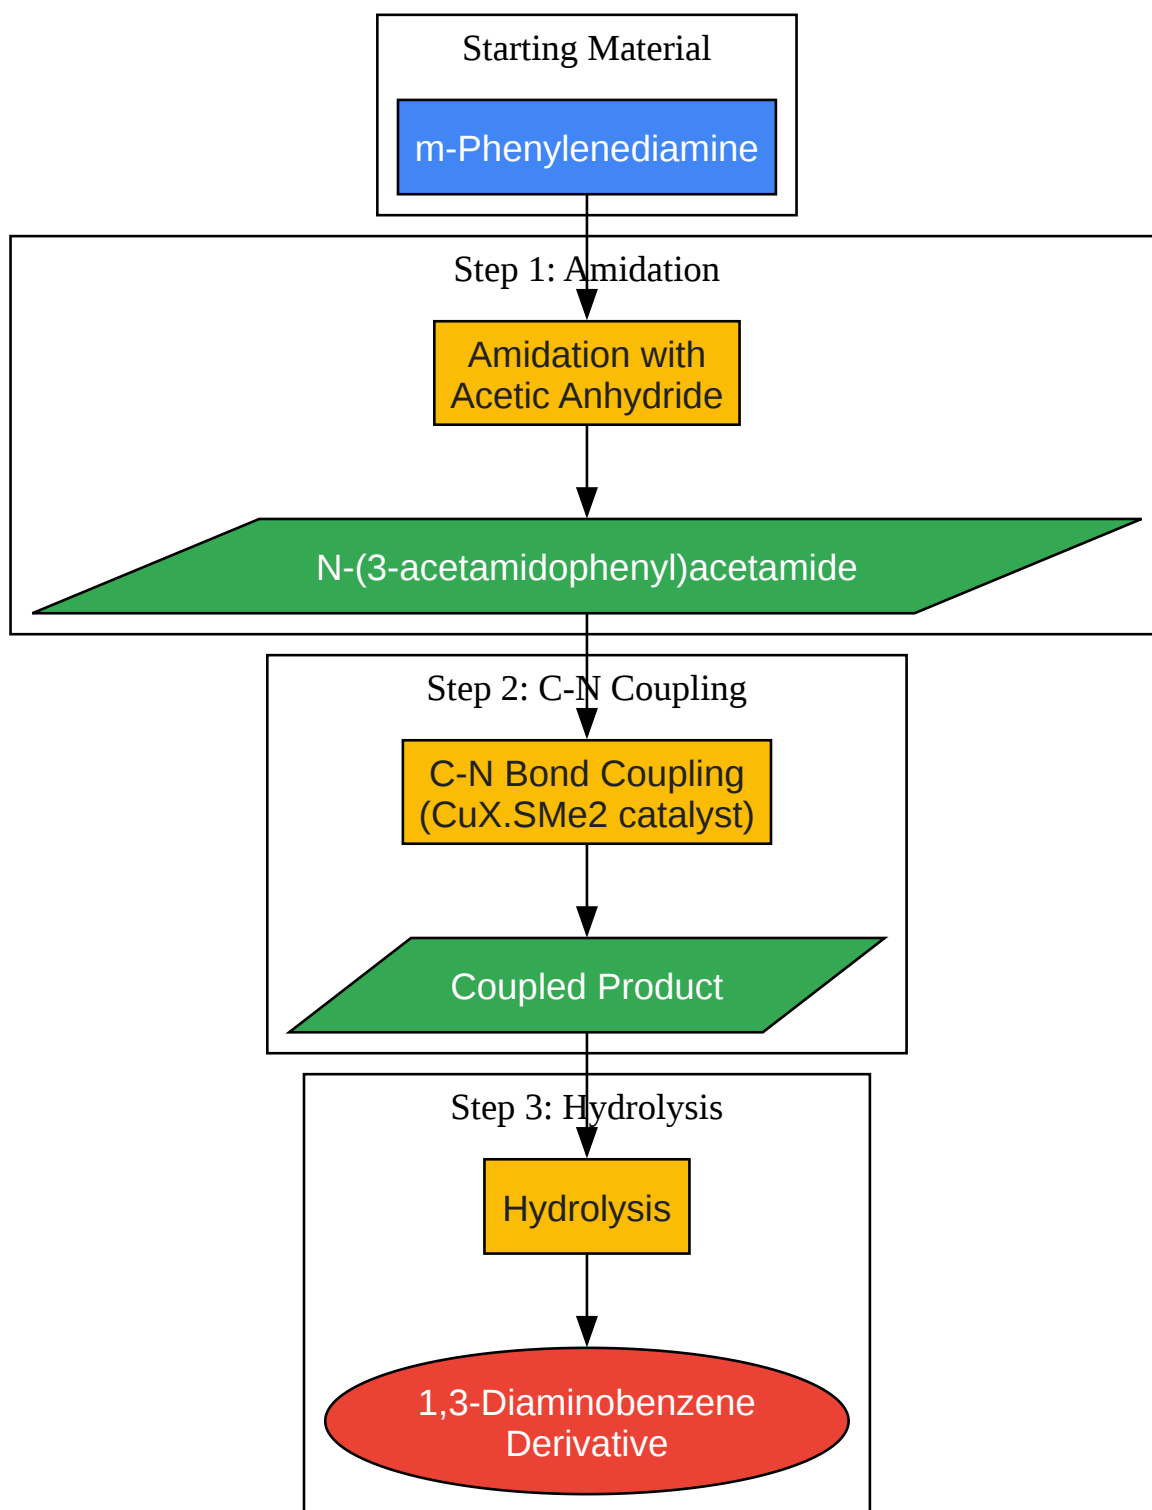 Starting Material
m-Phenylenediamine
Step 1: Amidation
Amidation with
Acetic Anhydride
N-(3-acetamidophenyl)acetamide
Step 2: C-N Coupling
C-N Bond Coupling
(CuX.SMe2 catalyst)
Coupled Product
Step 3: Hydrolysis
Hydrolysis
1,3-Diaminobenzene
Derivative